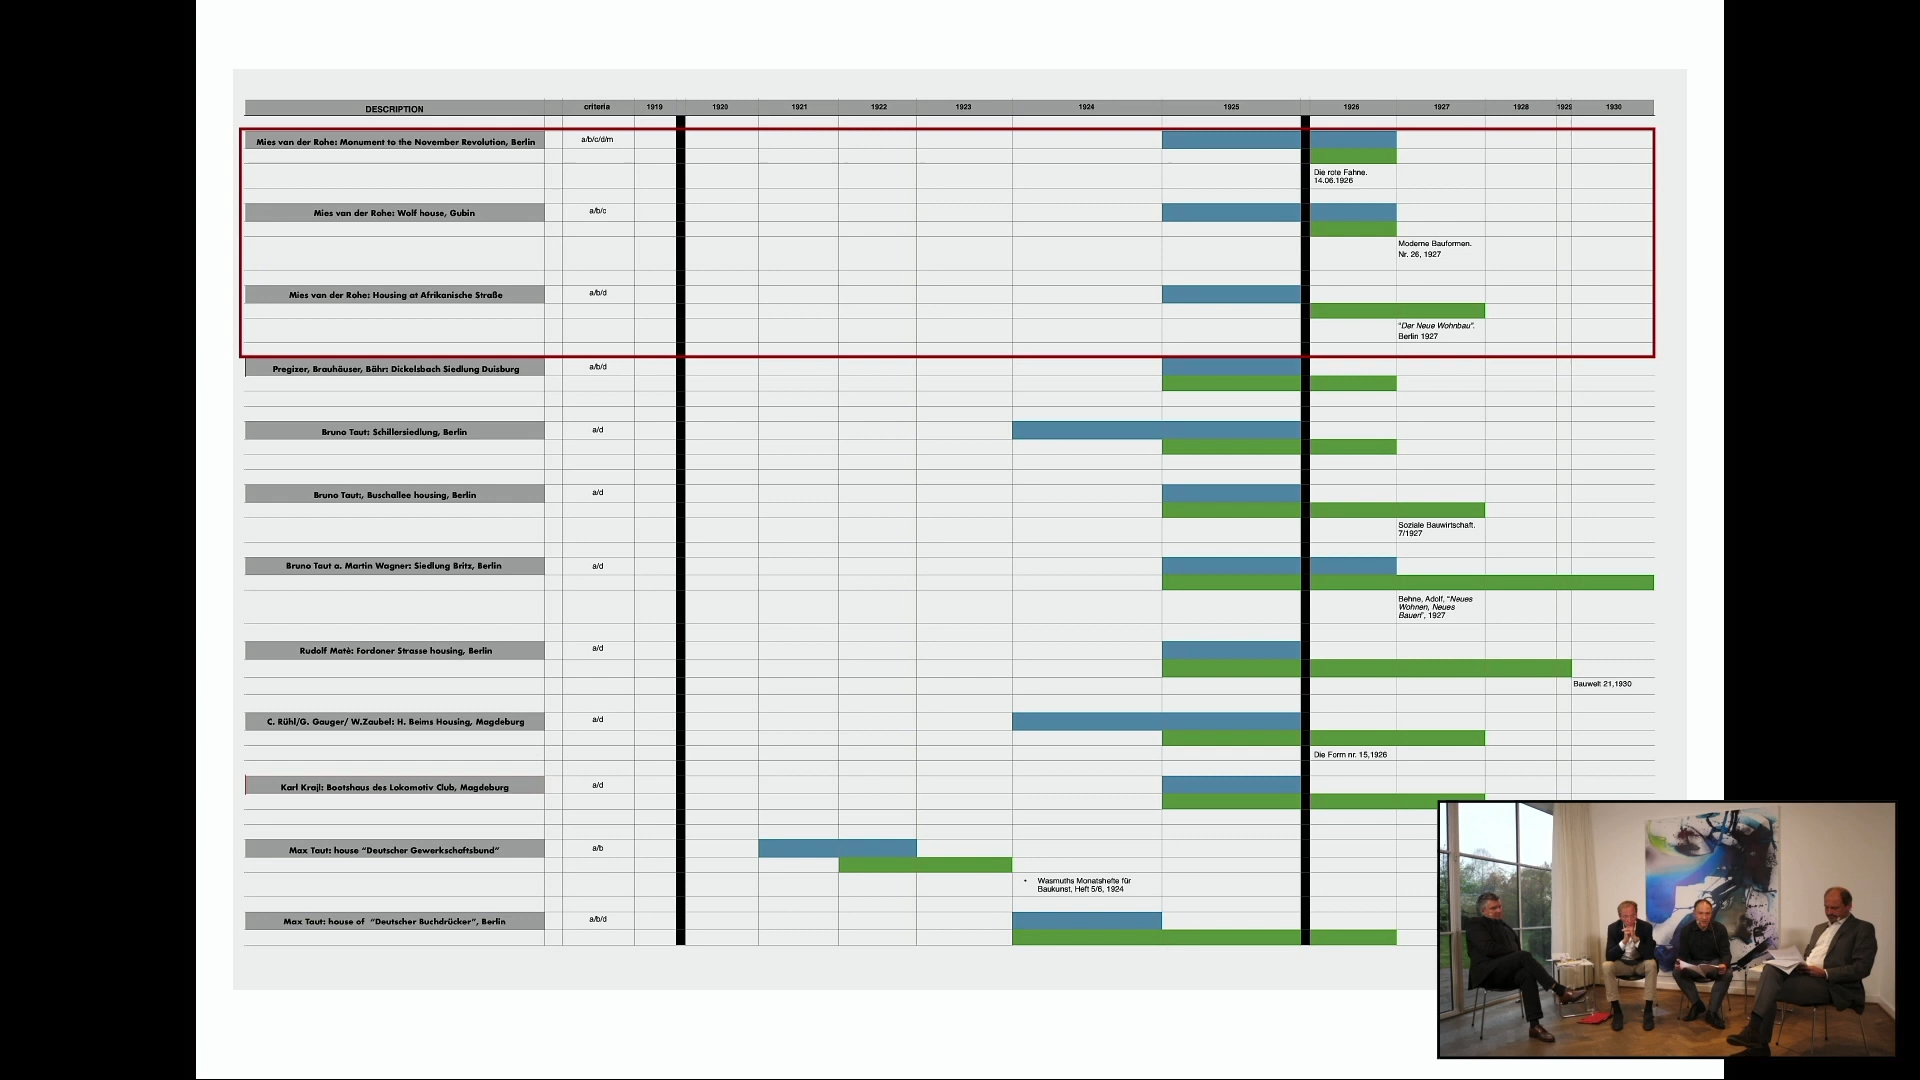 DESCRIPTION criteria 1919 1920 1921 1922 1923 1924 1925 1926 1927 1928 1929 1930
Mies van der Rohe: Monument to the November Revolution, Berlin a/b/c/d/m
Die rote Fahne.
14.06.1926
Mies van der Rohe: Wolf house, Gubin a/b/c
Moderne Bauformen.
Nr. 26, 1927
Mies van der Rohe: Housing at Afrikanische Straße a/b/d
"Der Neue Wohnbau".
Berlin 1927
Pregizer, Brauhäuser, Bähr: Dickelsbach Siedlung Duisburg a/b/d
Bruno Taut: Schillersiedlung, Berlin a/d
Bruno Taut:, Buschallee housing, Berlin a/d
Soziale Bauwirtschaft.
7/1927
Bruno Taut a. Martin Wagner: Siedlung Britz, Berlin a/d
Behne, Adolf, "Neues
Wohnen, Neues
Bauen", 1927
Rudolf Matè: Fordoner Strasse housing, Berlin a/d
Bauwelt 21,1930
C. Rühl/G. Gauger/ W.Zaubel: H. Beims Housing, Magdeburg a/d
Die Form nr. 15,1926
Karl Krajl: Bootshaus des Lokomotiv Club, Magdeburg a/d
Max Taut: house "Deutscher Gewerkschaftsbund" a/b
• Wasmuths Monatshefte für
Baukunst, Heft 5/6, 1924
Max Taut: house of "Deutscher Buchdrücker", Berlin a/b/d